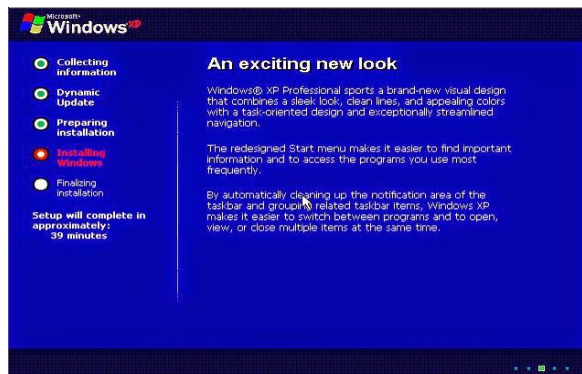 Microsoft®
Windows xp
Collecting
information
Dynamic
Update
Preparing
installation
Installing
Windows
Finalizing
installation
Setup will complete in
approximately:
39 minutes
An exciting new look
Windows® XP Professional sports a brand-new visual design
that combines a sleek look, clean lines, and appealing colors
with a task-oriented design and exceptionally streamlined
navigation.
The redesigned Start menu makes it easier to find important
information and to access the programs you use most
frequently.
By automatically cleaning up the notification area of the
taskbar and grouping related taskbar items, Windows XP
makes it easier to switch between programs and to open,
view, or close multiple items at the same time.